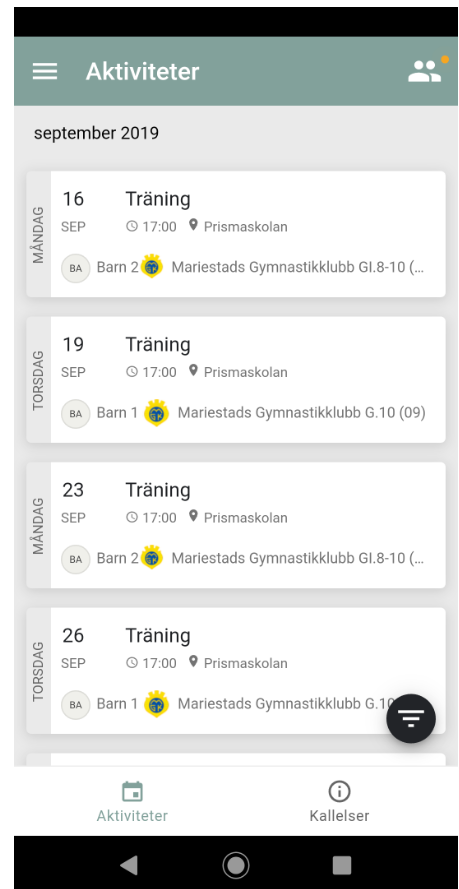 Aktiviteter
september 2019
MÅNDAG
16 Träning
SEP 17:00 Prismaskolan
BA Barn 2 Mariestads Gymnastikklubb Gl.8-10 (...
TORSDAG
19 Träning
SEP 17:00 Prismaskolan
BA Barn 1 Mariestads Gymnastikklubb G.10 (09)
MÅNDAG
23 Träning
SEP 17:00 Prismaskolan
BA Barn 2 Mariestads Gymnastikklubb Gl.8-10 (...
TORSDAG
26 Träning
SEP 17:00 Prismaskolan
BA Barn 1 Mariestads Gymnastikklubb G.10
Aktiviteter Kallelser